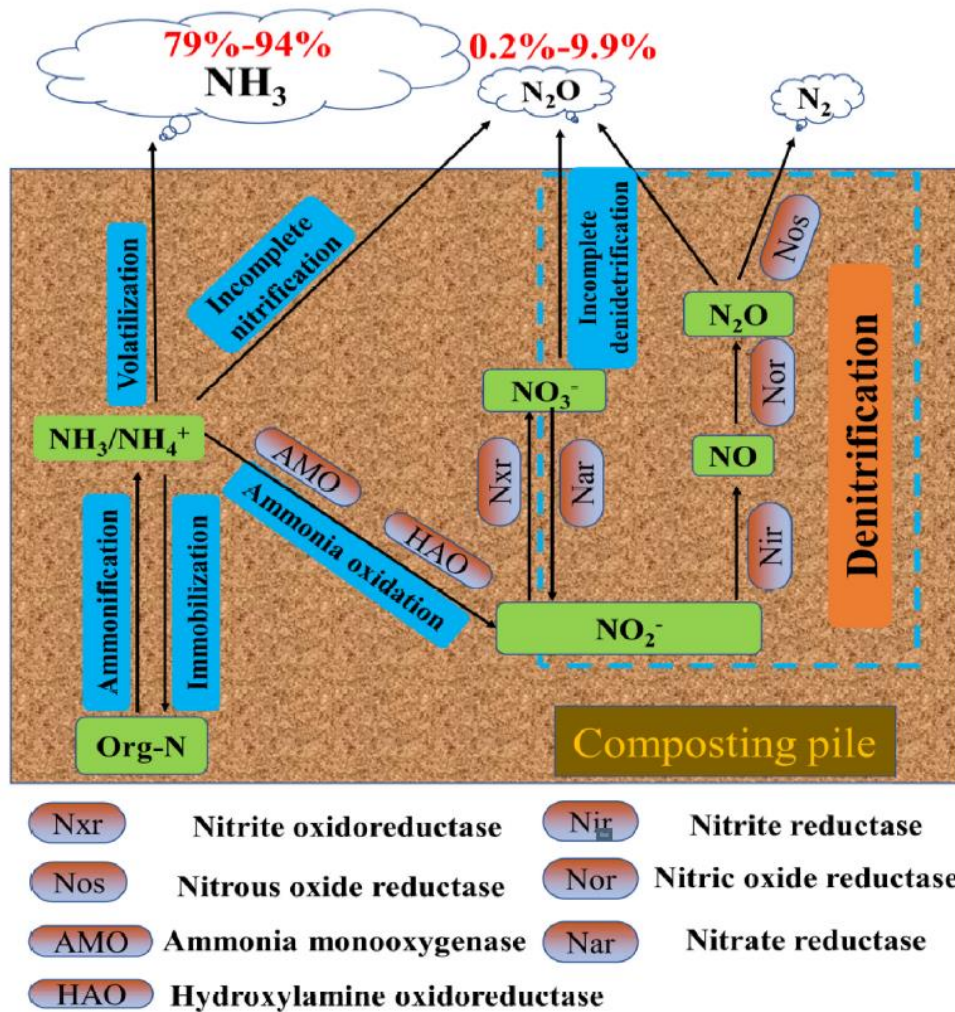 79%-94%
NH₃
0.2%-9.9%
N₂O
N₂
Volatilization
Incomplete
nitrification
Incomplete
denidetrification
Nos
N₂O
Nor
NO
Nir
Denitrification
NO₃⁻
Nxr
Nar
NH₃/NH₄⁺
AMO
HAO
Ammonia oxidation
NO₂⁻
Ammonification
Immobilization
Org-N
Composting pile
Nxr Nitrite oxidoreductase
Nir Nitrite reductase
Nos Nitrous oxide reductase
Nor Nitric oxide reductase
AMO Ammonia monooxygenase
Nar Nitrate reductase
HAO Hydroxylamine oxidoreductase